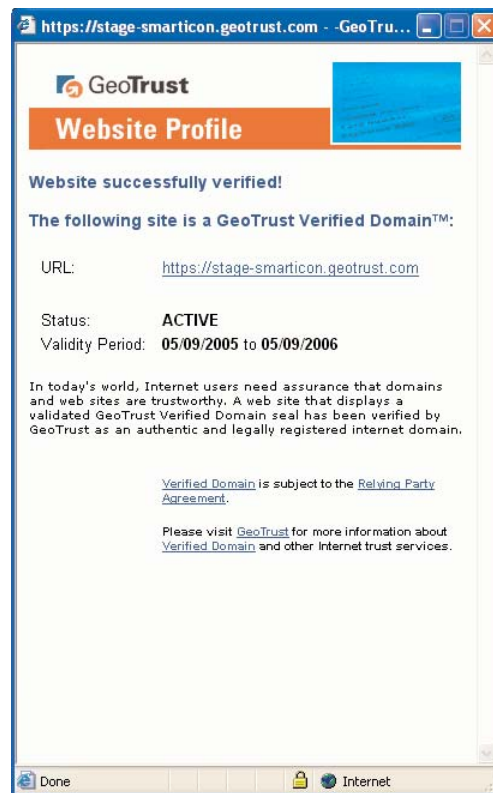 https://stage-smarticon.geotrust.com - -GeoTru...
GeoTrust
Website Profile
Website successfully verified!
The following site is a GeoTrust Verified Domain™:
URL: https://stage-smarticon.geotrust.com
Status: ACTIVE
Validity Period: 05/09/2005 to 05/09/2006
In today's world, Internet users need assurance that domains
and web sites are trustworthy. A web site that displays a
validated GeoTrust Verified Domain seal has been verified by
GeoTrust as an authentic and legally registered internet domain.
Verified Domain is subject to the Relying Party
Agreement.
Please visit GeoTrust for more information about
Verified Domain and other Internet trust services.
Done Internet